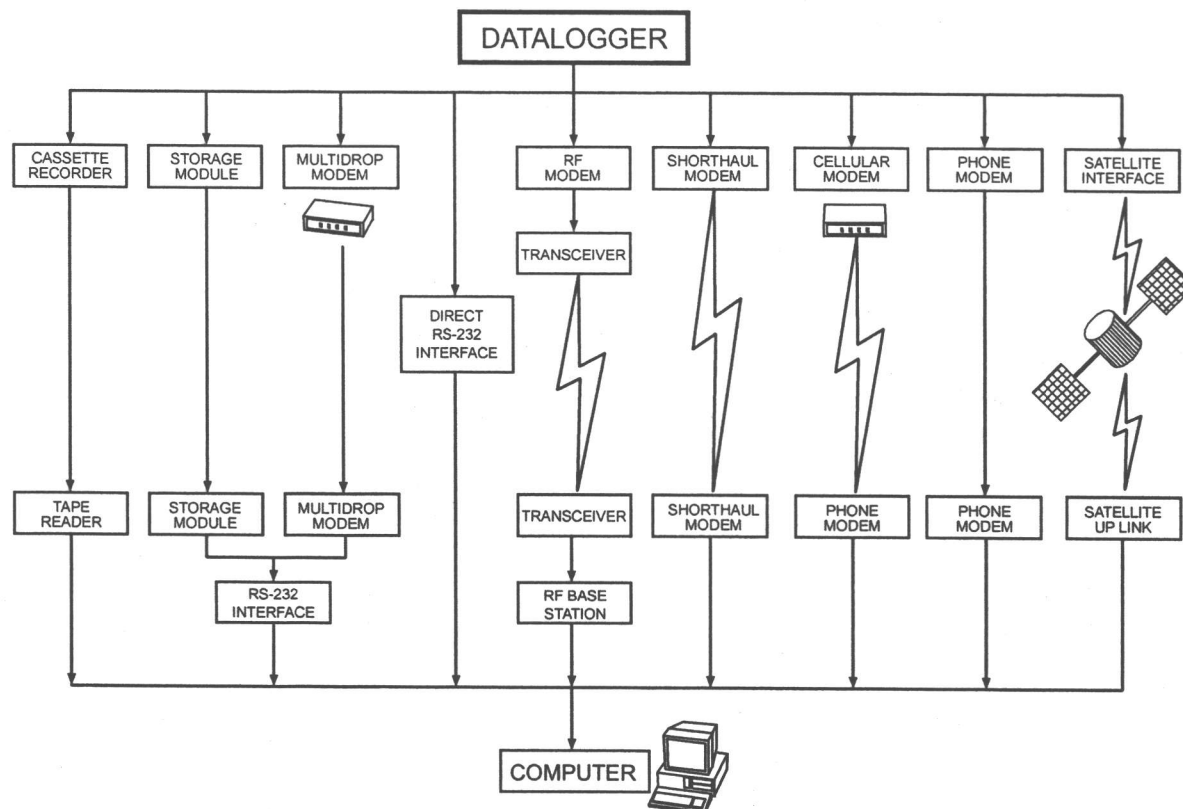 DATALOGGER
CASSETTE
RECORDER
STORAGE
MODULE
MULTIDROP
MODEM
RF
MODEM
SHORTHAUL
MODEM
CELLULAR
MODEM
PHONE
MODEM
SATELLITE
INTERFACE
TRANSCEIVER
DIRECT
RS-232
INTERFACE
TAPE
READER
STORAGE
MODULE
MULTIDROP
MODEM
TRANSCEIVER
SHORTHAUL
MODEM
PHONE
MODEM
PHONE
MODEM
SATELLITE
UP LINK
RS-232
INTERFACE
RF BASE
STATION
COMPUTER